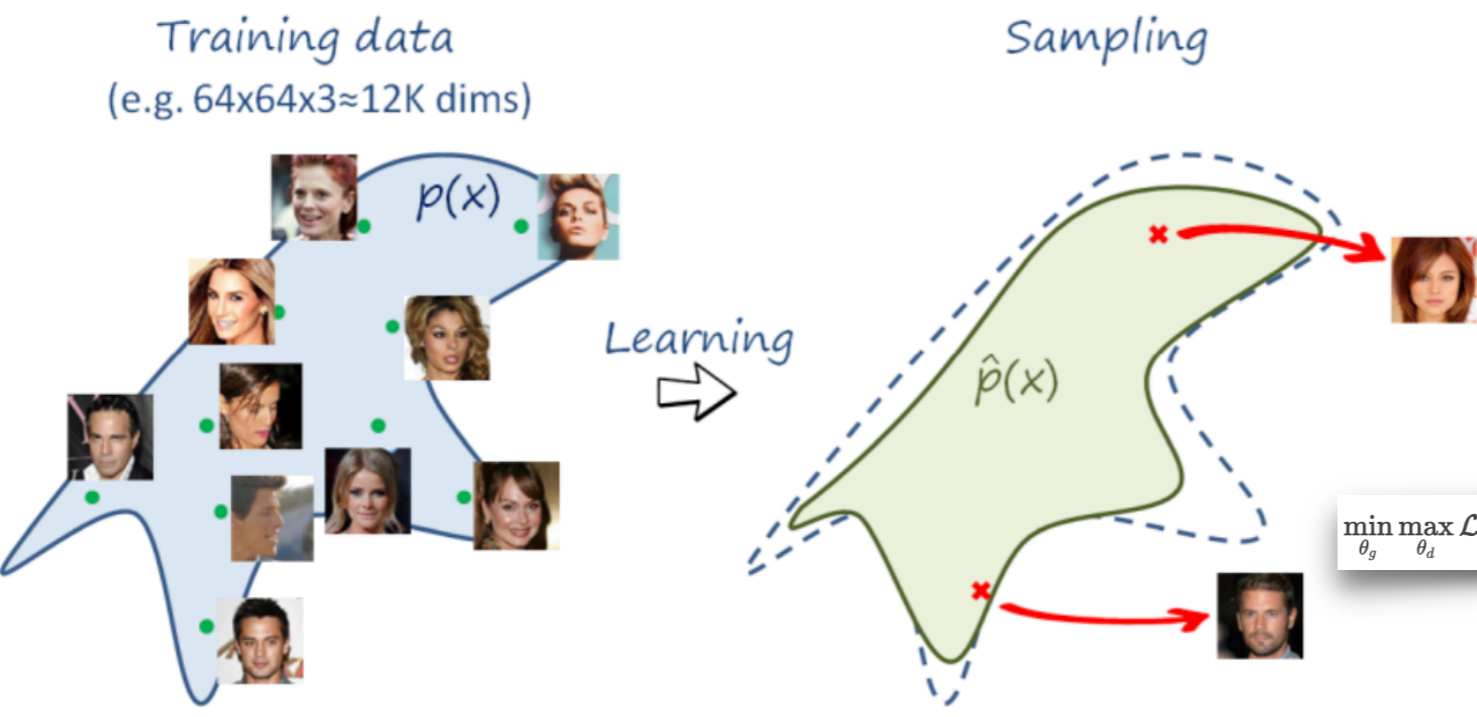 Training data
(e.g. 64x64x3≈12K dims)
Sampling
p(x)
Learning
p̂(x)
min max ℒ
θg θd